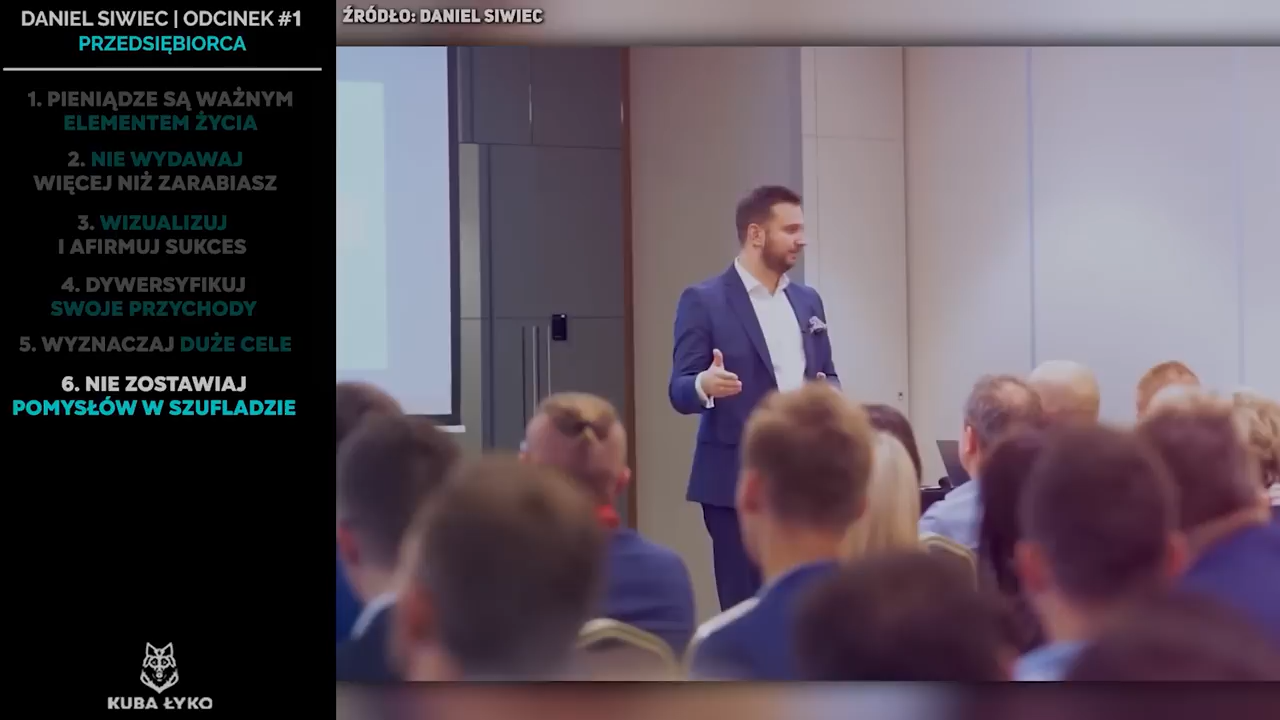 DANIEL SIWIEC | ODCINEK #1
PRZEDSIĘBIORCA
1. PIENIĄDZE SĄ WAŻNYM
ELEMENTEM ŻYCIA
2. NIE WYDAWAJ
WIĘCEJ NIŻ ZARABIASZ
3. WIZUALIZUJ
I AFIRMUJ SUKCES
4. DYWERSYFIKUJ
SWOJE PRZYCHODY
5. WYZNACZAJ DUŻE CELE
6. NIE ZOSTAWIAJ
POMYSŁÓW W SZUFLADZIE
KUBA ŁYKO
ŹRÓDŁO: DANIEL SIWIEC